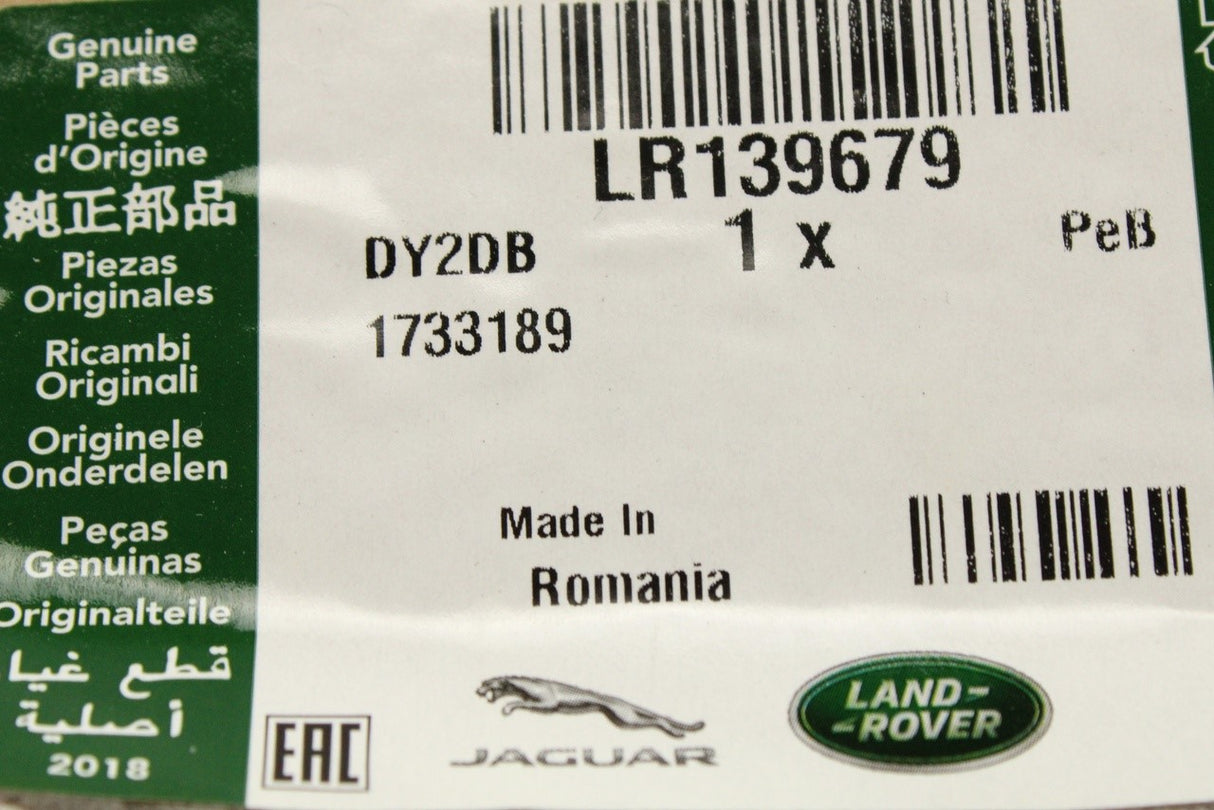 Genuine
Parts
Pièces
d'Origine
純正部品
Piezas
Originales
Ricambi
Originali
Originele
Onderdelen
Peças
Genuinas
Originalteile
قطع غيا
أصلية
2018
LR139679
DY2DB
1 x
PeB
1733189
Made In
Romania
EAC
JAGUAR
LAND-
-ROVER